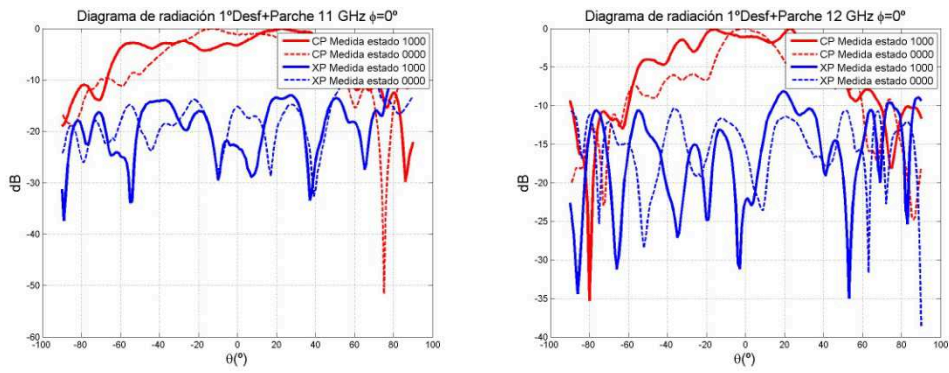 Diagrama de radiación 1ºDesf+Parche 11 GHz ϕ=0º
0
-10
-20
-30
-40
-50
-60
dB
CP Medida estado 1000
CP Medida estado 0000
XP Medida estado 1000
XP Medida estado 0000
-100 -80 -60 -40 -20 0 20 40 60 80 100
θ(º)
Diagrama de radiación 1ºDesf+Parche 12 GHz ϕ=0º
0
-5
-10
-15
-20
-25
-30
-35
-40
dB
CP Medida estado 1000
CP Medida estado 0000
XP Medida estado 1000
XP Medida estado 0000
-100 -80 -60 -40 -20 0 20 40 60 80 100
θ(º)